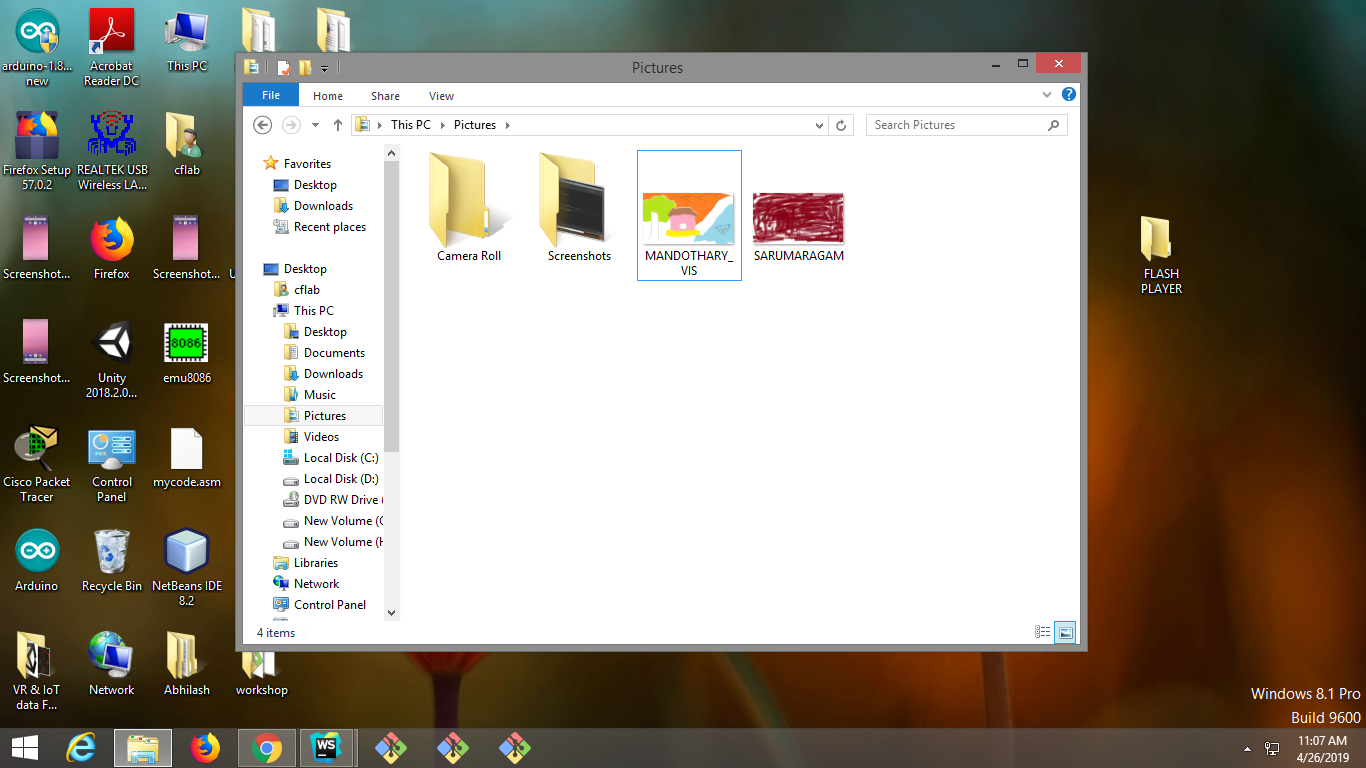 arduino-1.8...
new
Acrobat
Reader DC
This PC
Firefox Setup
57.0.2
REALTEK USB
Wireless LA...
cflab
Screenshot...
Firefox
Screenshot...
Screenshot...
Unity
2018.2.0...
8086
emu8086
Cisco Packet
Tracer
Control
Panel
mycode.asm
Arduino
Recycle Bin
NetBeans IDE
8.2
VR & IoT
data F...
Network
Abhilash
workshop
Pictures
File
Home
Share
View
This PC
Pictures
Search Pictures
Favorites
Desktop
Downloads
Recent places
Desktop
cflab
This PC
Desktop
Documents
Downloads
Music
Pictures
Videos
Local Disk (C:)
Local Disk (D:)
DVD RW Drive (
New Volume (
New Volume (H
Libraries
Network
Control Panel
Camera Roll
Screenshots
MANDOTHARY_
VIS
SARUMARAGAM
4 items
FLASH
PLAYER
Windows 8.1 Pro
Build 9600
WS
11:07 AM
4/26/2019